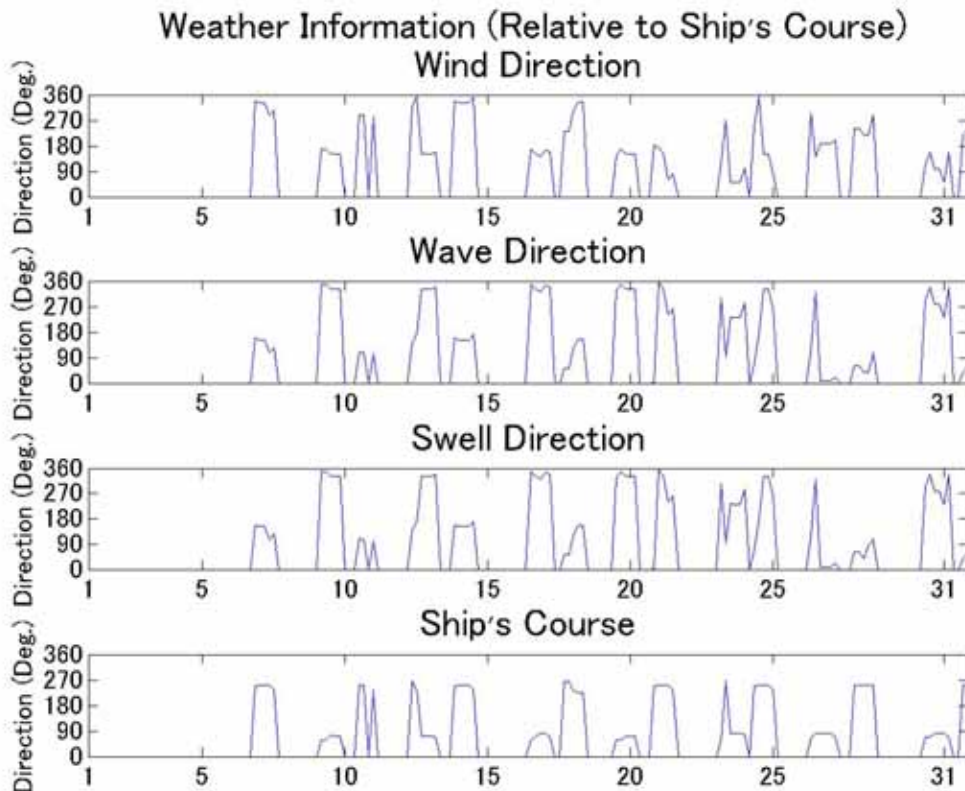 Weather Information (Relative to Ship's Course)
Wind Direction
Direction (Deg.)
360
270
180
90
0
1 5 10 15 20 25 31
Wave Direction
Direction (Deg.)
360
270
180
90
0
1 5 10 15 20 25 31
Swell Direction
Direction (Deg.)
360
270
180
90
0
1 5 10 15 20 25 31
Ship's Course
Direction (Deg.)
360
270
180
90
0
1 5 10 15 20 25 31